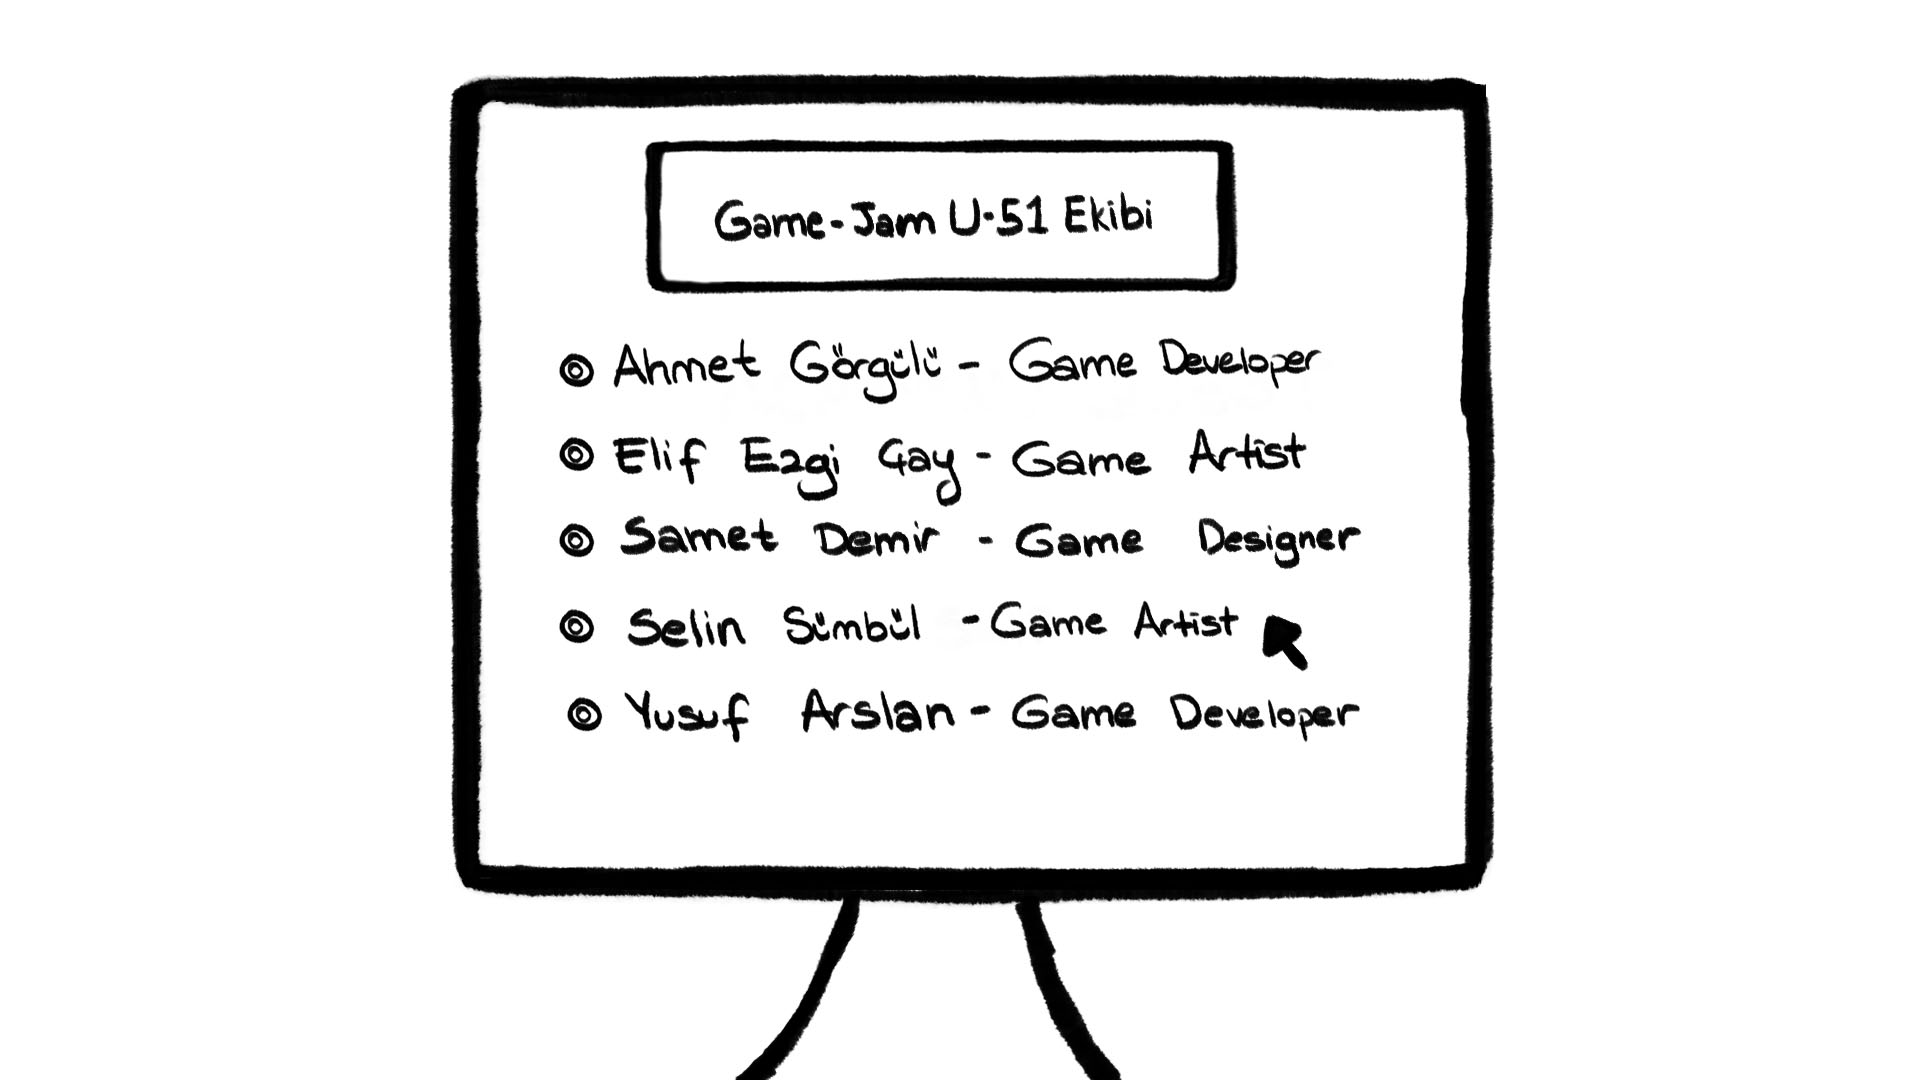 Game-Jam U-51 Ekibi
Ahmet Görgülü - Game Developer
Elif Ezgi Gay - Game Artist
Samet Demir - Game Designer
Selin Sümbül - Game Artist
Yusuf Arslan - Game Developer